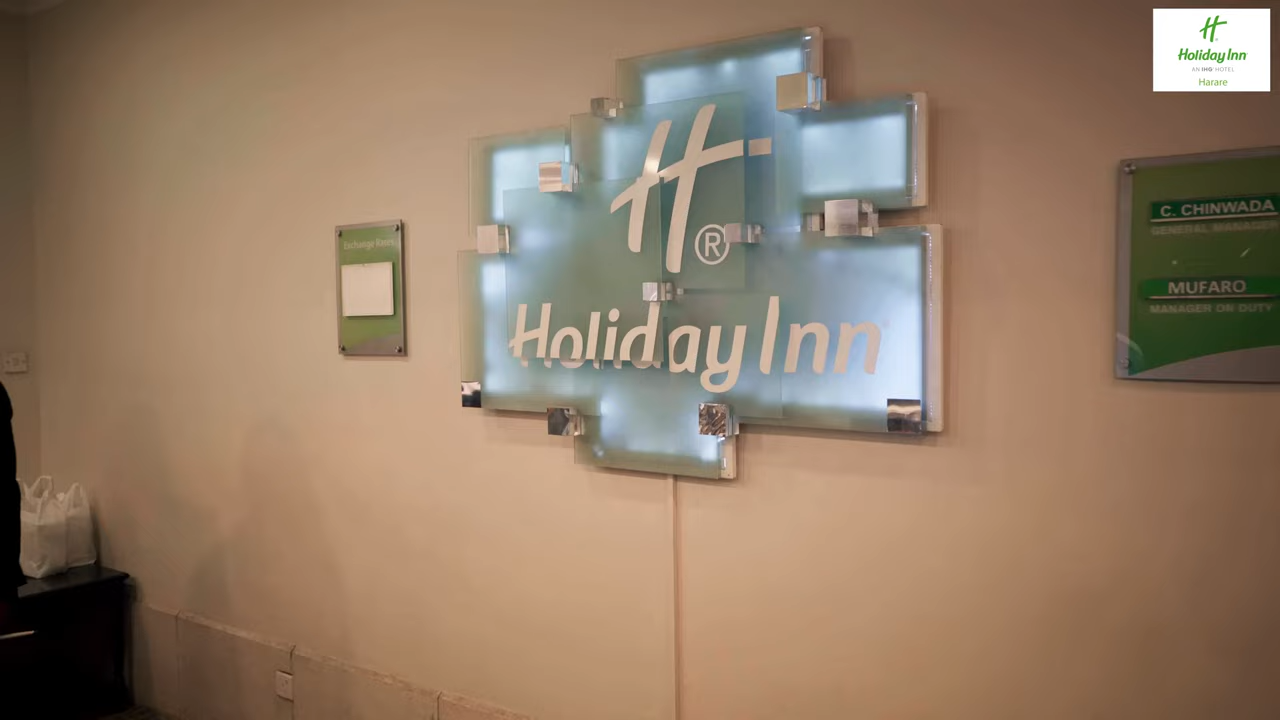 Holiday Inn
AN IHG HOTEL
Harare
H
®
Holiday Inn
Exchange Rates
C. CHINWADA
GENERAL MANAGER
MUFARO
MANAGER ON DUTY